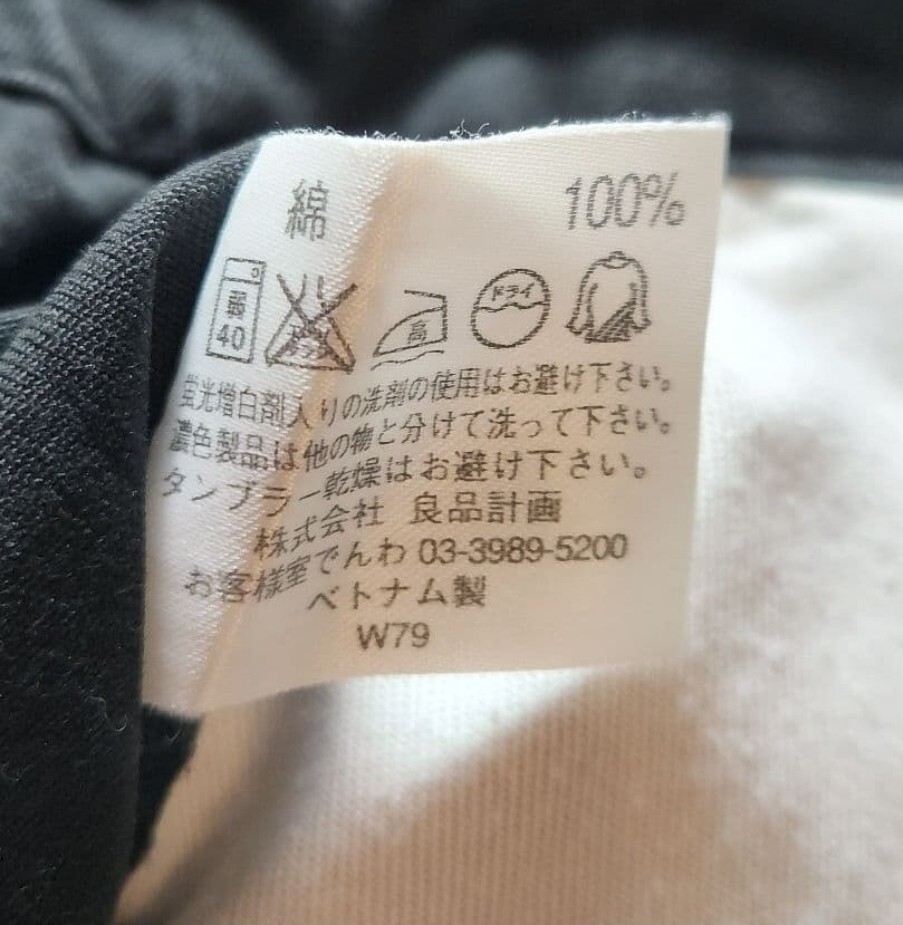 綿 100%
弱 40 高 ドライ
蛍光増白剤入りの洗剤の使用はお避け下さい。
濃色製品は他の物と分けて洗って下さい。
タンブラー乾燥はお避け下さい。
株式会社 良品計画
お客様室でんわ 03-3989-5200
ベトナム製
W79